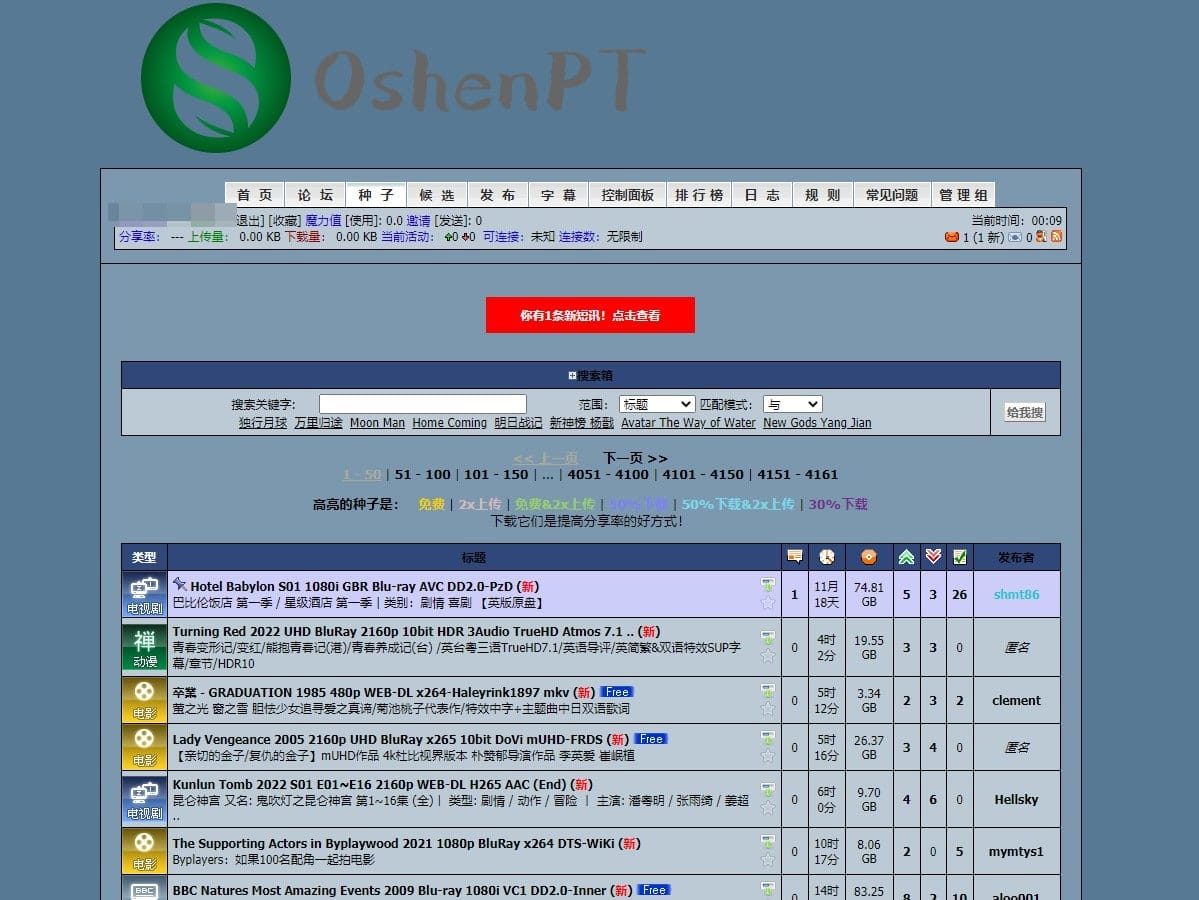 OshenPT
首 页 论 坛 种 子 候 选 发 布 字 幕 控制面板 排 行 榜 日 志 规 则 常见问题 管 理 组
退出] [收藏] 魔力值 [使用]: 0.0 邀请 [发送]: 0 当前时间：00:09
分享率： --- 上传量： 0.00 KB 下载量： 0.00 KB 当前活动： 0 0 可连接：未知 连接数：无限制 1 (1 新) 0
你有1条新短讯！点击查看
搜索箱
搜索关键字： 范围： 标题 匹配模式： 与 给我搜
独行月球 万里归途 Moon Man Home Coming 明日战记 新神榜 杨戬 Avatar The Way of Water New Gods Yang Jian
<< 上一页 下一页 >>
1 - 50 | 51 - 100 | 101 - 150 | ... | 4051 - 4100 | 4101 - 4150 | 4151 - 4161
高亮的种子是： 免费 | 2x上传 | 免费&2x上传 | 50%下载 | 50%下载&2x上传 | 30%下载
下载它们是提高分享率的好方式！
类型 标题 发布者
电视剧 Hotel Babylon S01 1080i GBR Blu-ray AVC DD2.0-PzD (新) 1 11月 18天 74.81 GB 5 3 26 shmt86
巴比伦饭店 第一季 / 星级酒店 第一季 | 类别：剧情 喜剧 【英版原盘】
禅 动漫 Turning Red 2022 UHD BluRay 2160p 10bit HDR 3Audio TrueHD Atmos 7.1 .. (新) 0 4时 2分 19.55 GB 3 3 0 匿名
青春变形记/变红/熊抱青春记(港)/青春养成记(台) /英台粤三语TrueHD7.1/英语导评/英简繁&双语特效SUP字
幕/章节/HDR10
电影 卒業 - GRADUATION 1985 480p WEB-DL x264-Haleyrink1897 mkv (新) Free 0 5时 12分 3.34 GB 2 3 2 clement
萤之光 窗之雪 胆怯少女追寻爱之真谛/菊池桃子代表作/特效中字+主题曲中日双语歌词
电影 Lady Vengeance 2005 2160p UHD BluRay x265 10bit DoVi mUHD-FRDS (新) Free 0 5时 16分 26.37 GB 3 4 0 匿名
【亲切的金子/复仇的金子】mUHD作品 4k杜比视界版本 朴赞郁导演作品 李英爱 崔岷植
电视剧 Kunlun Tomb 2022 S01 E01~E16 2160p WEB-DL H265 AAC (End) (新) 0 6时 0分 9.70 GB 4 6 0 Hellsky
昆仑神宫 又名: 鬼吹灯之昆仑神宫 第1~16集 (全) | 类型: 剧情 / 动作 / 冒险 | 主演: 潘粤明 / 张雨绮 / 姜超
..
电影 The Supporting Actors in Byplaywood 2021 1080p BluRay x264 DTS-WiKi (新) 0 10时 17分 8.06 GB 2 0 5 mymtys1
Byplayers：如果100名配角一起拍电影
BBC BBC Natures Most Amazing Events 2009 Blu-ray 1080i VC1 DD2.0-Inner (新) Free 0 14时 83.25 8 2 10 aloo001